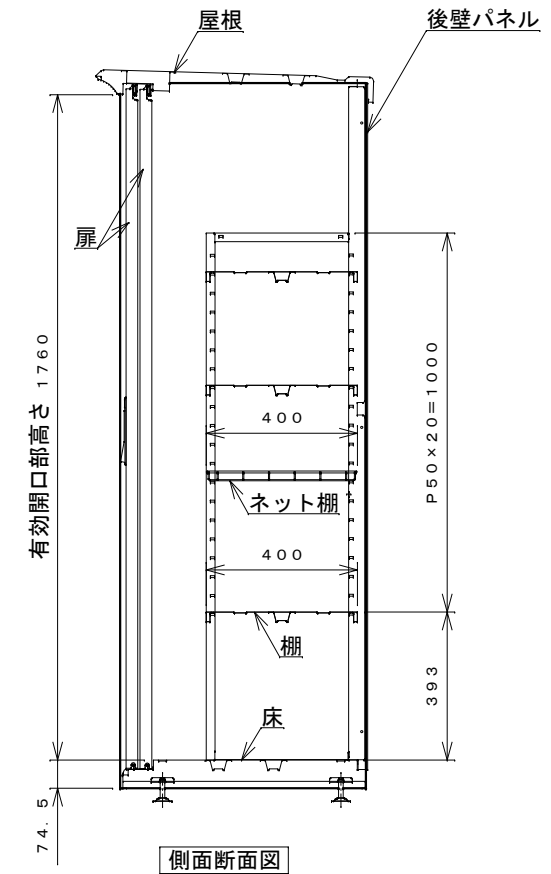 屋根
後壁パネル
扉
有効開口部高さ 1760
400
P50×20=1000
ネット棚
400
棚
393
床
74.5
側面断面図